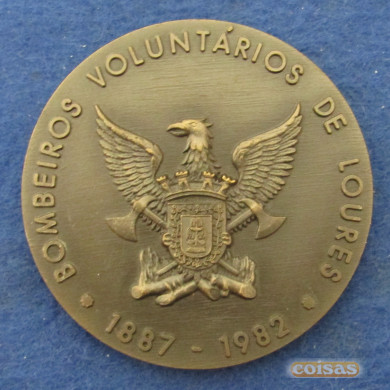 BOMBEIROS VOLUNTÁRIOS DE LOURES
1887 - 1982
coisas